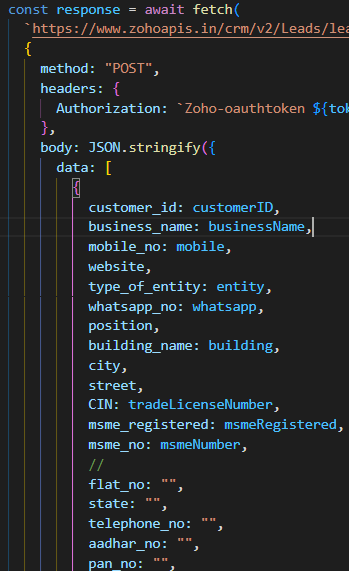 const response = await fetch(
`https://www.zohoapis.in/crm/v2/Leads/lea
{
method: "POST",
headers: {
Authorization: `Zoho-oauthtoken ${tok
},
body: JSON.stringify({
data: [
{
customer_id: customerID,
business_name: businessName,
mobile_no: mobile,
website,
type_of_entity: entity,
whatsapp_no: whatsapp,
position,
building_name: building,
city,
street,
CIN: tradeLicenseNumber,
msme_registered: msmeRegistered,
msme_no: msmeNumber,
//
flat_no: "",
state: "",
telephone_no: "",
aadhar_no: "",
pan_no: "",